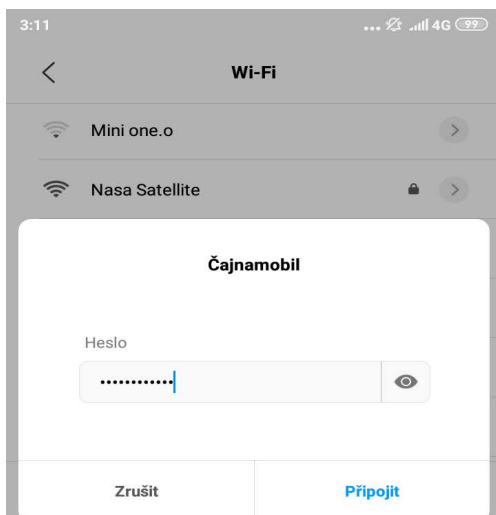 3:11 ... 4G 99
Wi-Fi
Mini one.o
Nasa Satellite
Čajnamobil
Heslo
••••••••••••
Zrušit Připojit